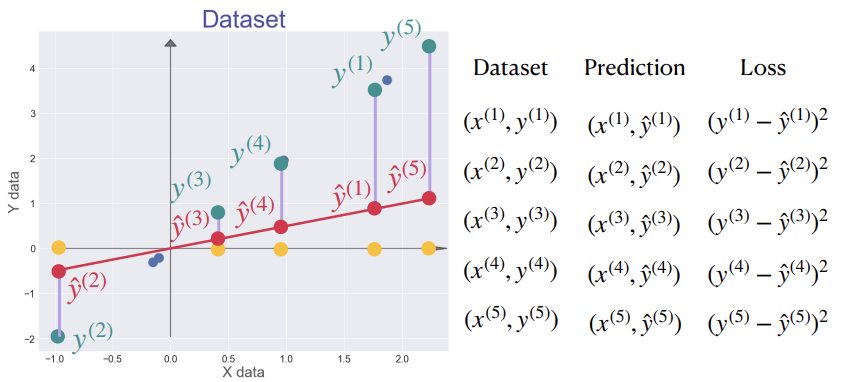 Dataset
y⁽⁵⁾
y⁽¹⁾
y⁽⁴⁾
y⁽³⁾
ŷ⁽⁵⁾
ŷ⁽¹⁾
ŷ⁽⁴⁾
ŷ⁽³⁾
ŷ⁽²⁾
y⁽²⁾
4
3
2
1
0
−1
−2
Y data
−1.0 −0.5 0.0 0.5 1.0 1.5 2.0
X data
Dataset Prediction Loss
(x⁽¹⁾, y⁽¹⁾) (x⁽¹⁾, ŷ⁽¹⁾) (y⁽¹⁾ − ŷ⁽¹⁾)²
(x⁽²⁾, y⁽²⁾) (x⁽²⁾, ŷ⁽²⁾) (y⁽²⁾ − ŷ⁽²⁾)²
(x⁽³⁾, y⁽³⁾) (x⁽³⁾, ŷ⁽³⁾) (y⁽³⁾ − ŷ⁽³⁾)²
(x⁽⁴⁾, y⁽⁴⁾) (x⁽⁴⁾, ŷ⁽⁴⁾) (y⁽⁴⁾ − ŷ⁽⁴⁾)²
(x⁽⁵⁾, y⁽⁵⁾) (x⁽⁵⁾, ŷ⁽⁵⁾) (y⁽⁵⁾ − ŷ⁽⁵⁾)²